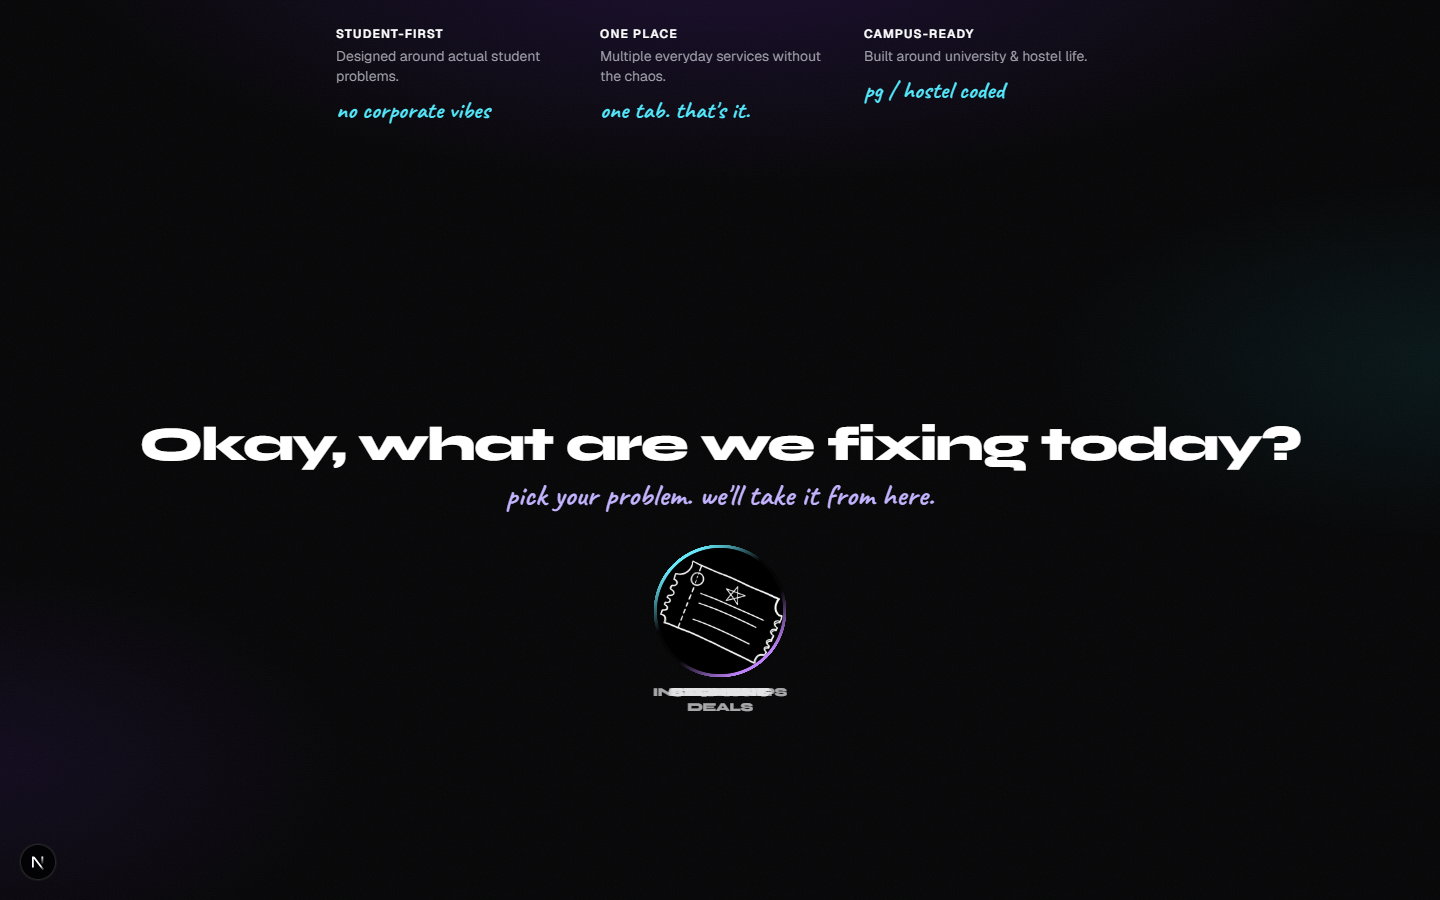 STUDENT-FIRST
Designed around actual student
problems.
no corporate vibes
ONE PLACE
Multiple everyday services without
the chaos.
one tab. that's it.
CAMPUS-READY
Built around university & hostel life.
pg / hostel coded
Okay, what are we fixing today?
pick your problem. we'll take it from here.
DEALS
N